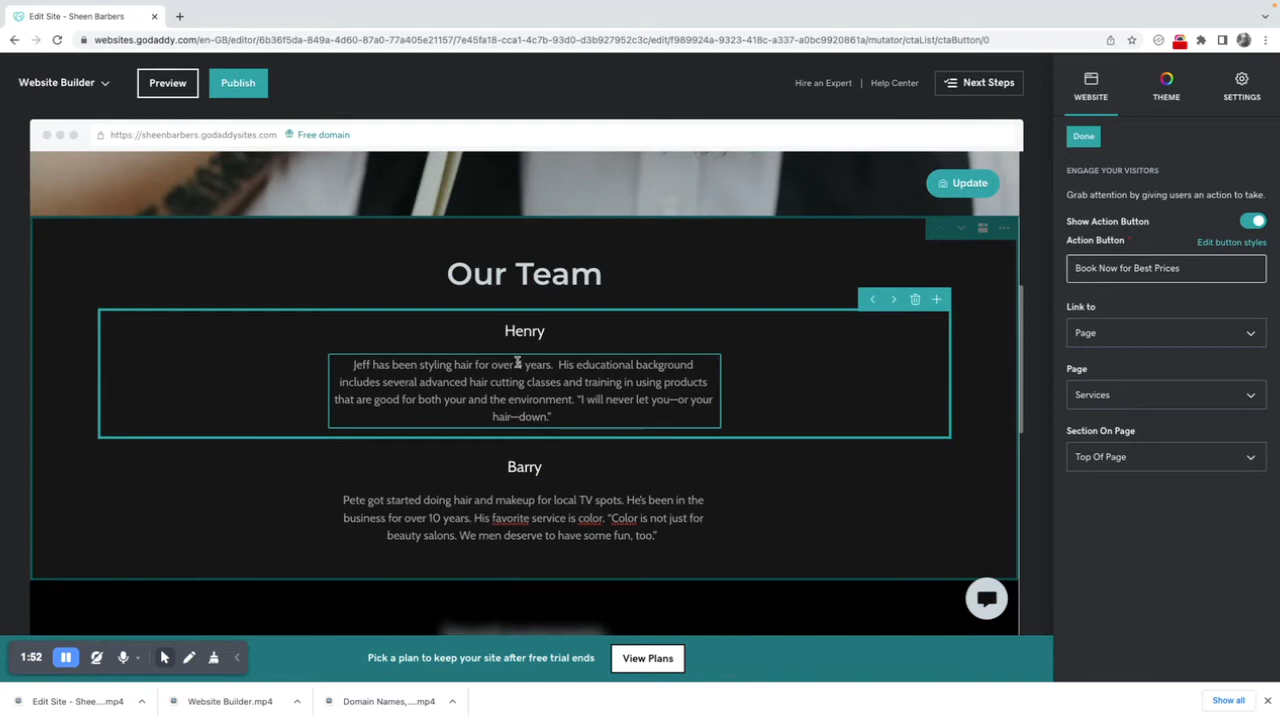 Edit Site - Sheen Barbers
websites.godaddy.com/en-GB/editor/6b36f5da-849a-4d60-87a0-77a405e21157/7e45fa18-cca1-4c7b-93d0-d3b927952c3c/edit/f989924a-9323-418c-a337-a0bc9920861a/mutator/ctaList/ctaButton/0
Website Builder
Preview
Publish
Hire an Expert | Help Center
Next Steps
WEBSITE
THEME
SETTINGS
https://sheenbarbers.godaddysites.com
Free domain
Update
Our Team
Henry
Jeff has been styling hair for over years. His educational background
includes several advanced hair cutting classes and training in using products
that are good for both your and the environment. “I will never let you—or your
hair—down.”
Barry
Pete got started doing hair and makeup for local TV spots. He’s been in the
business for over 10 years. His favorite service is color. “Color is not just for
beauty salons. We men deserve to have some fun, too.”
Done
ENGAGE YOUR VISITORS
Grab attention by giving users an action to take.
Show Action Button
Action Button *
Edit button styles
Book Now for Best Prices
Link to
Page
Page
Services
Section On Page
Top Of Page
Pick a plan to keep your site after free trial ends
View Plans
1:52
Edit Site - Shee....mp4
Website Builder.mp4
Domain Names,....mp4
Show all